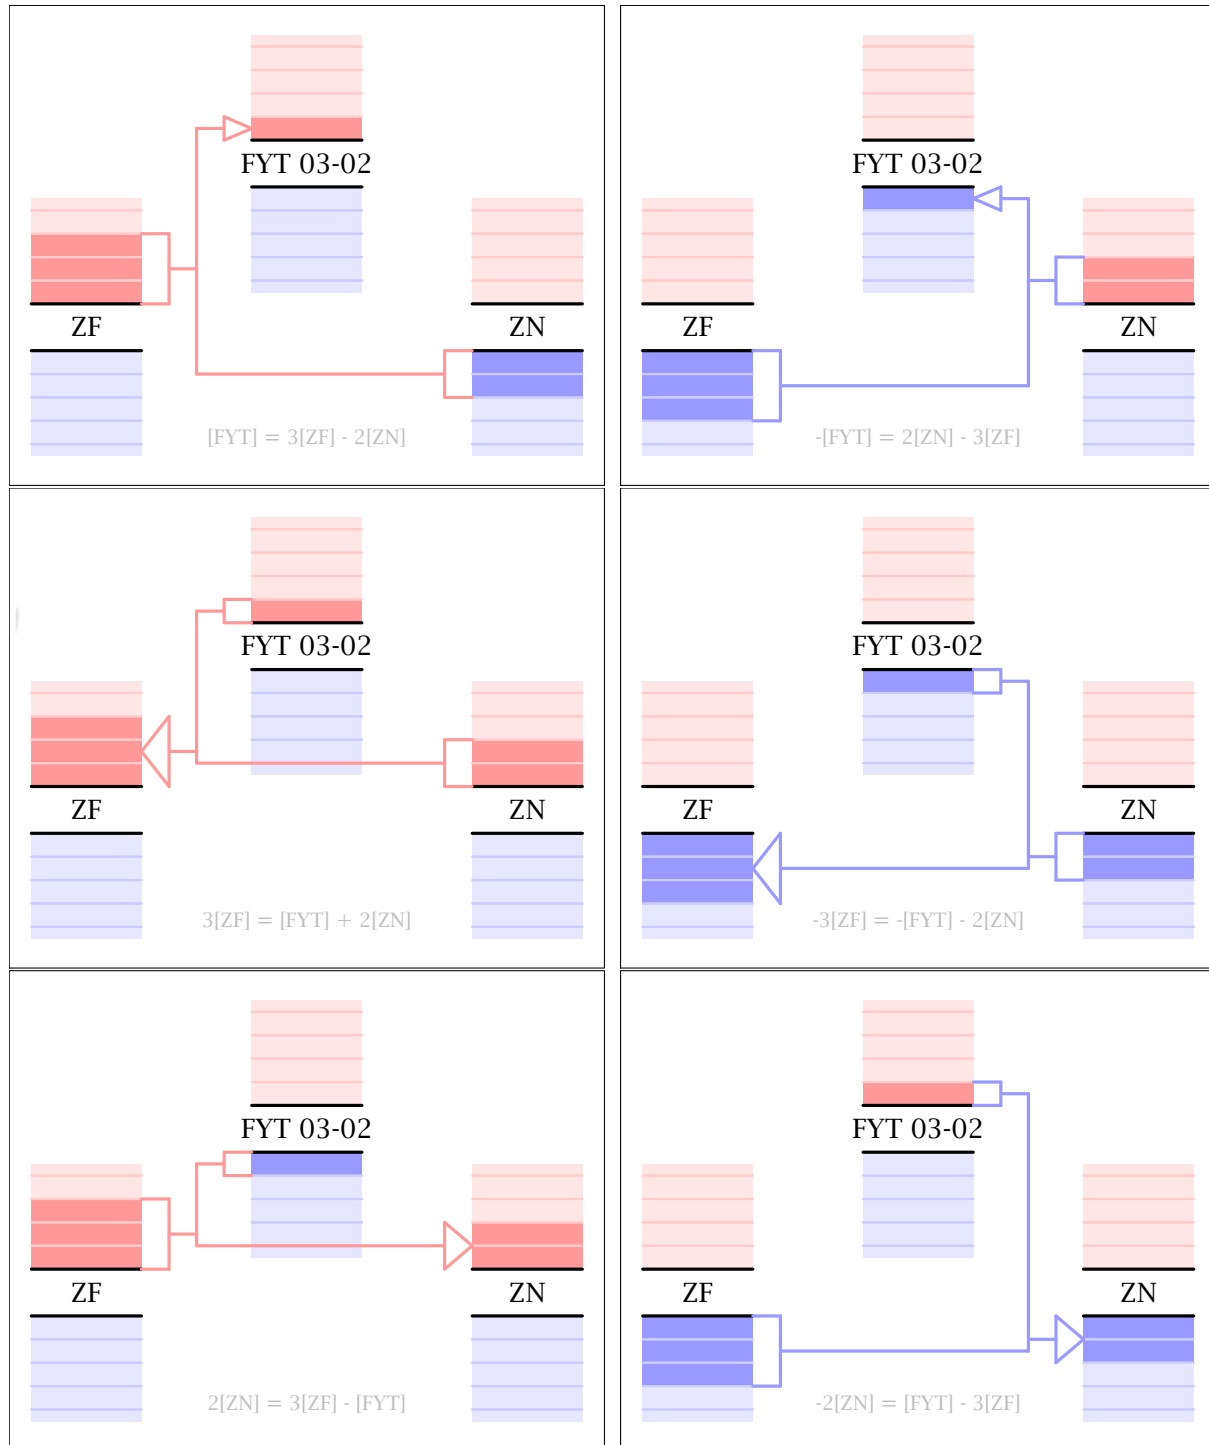 FYT 03-02
ZF
ZN
[FYT] = 3[ZF] - 2[ZN]
FYT 03-02
ZF
ZN
-[FYT] = 2[ZN] - 3[ZF]
FYT 03-02
ZF
ZN
3[ZF] = [FYT] + 2[ZN]
FYT 03-02
ZF
ZN
-3[ZF] = -[FYT] - 2[ZN]
FYT 03-02
ZF
ZN
2[ZN] = 3[ZF] - [FYT]
FYT 03-02
ZF
ZN
-2[ZN] = [FYT] - 3[ZF]